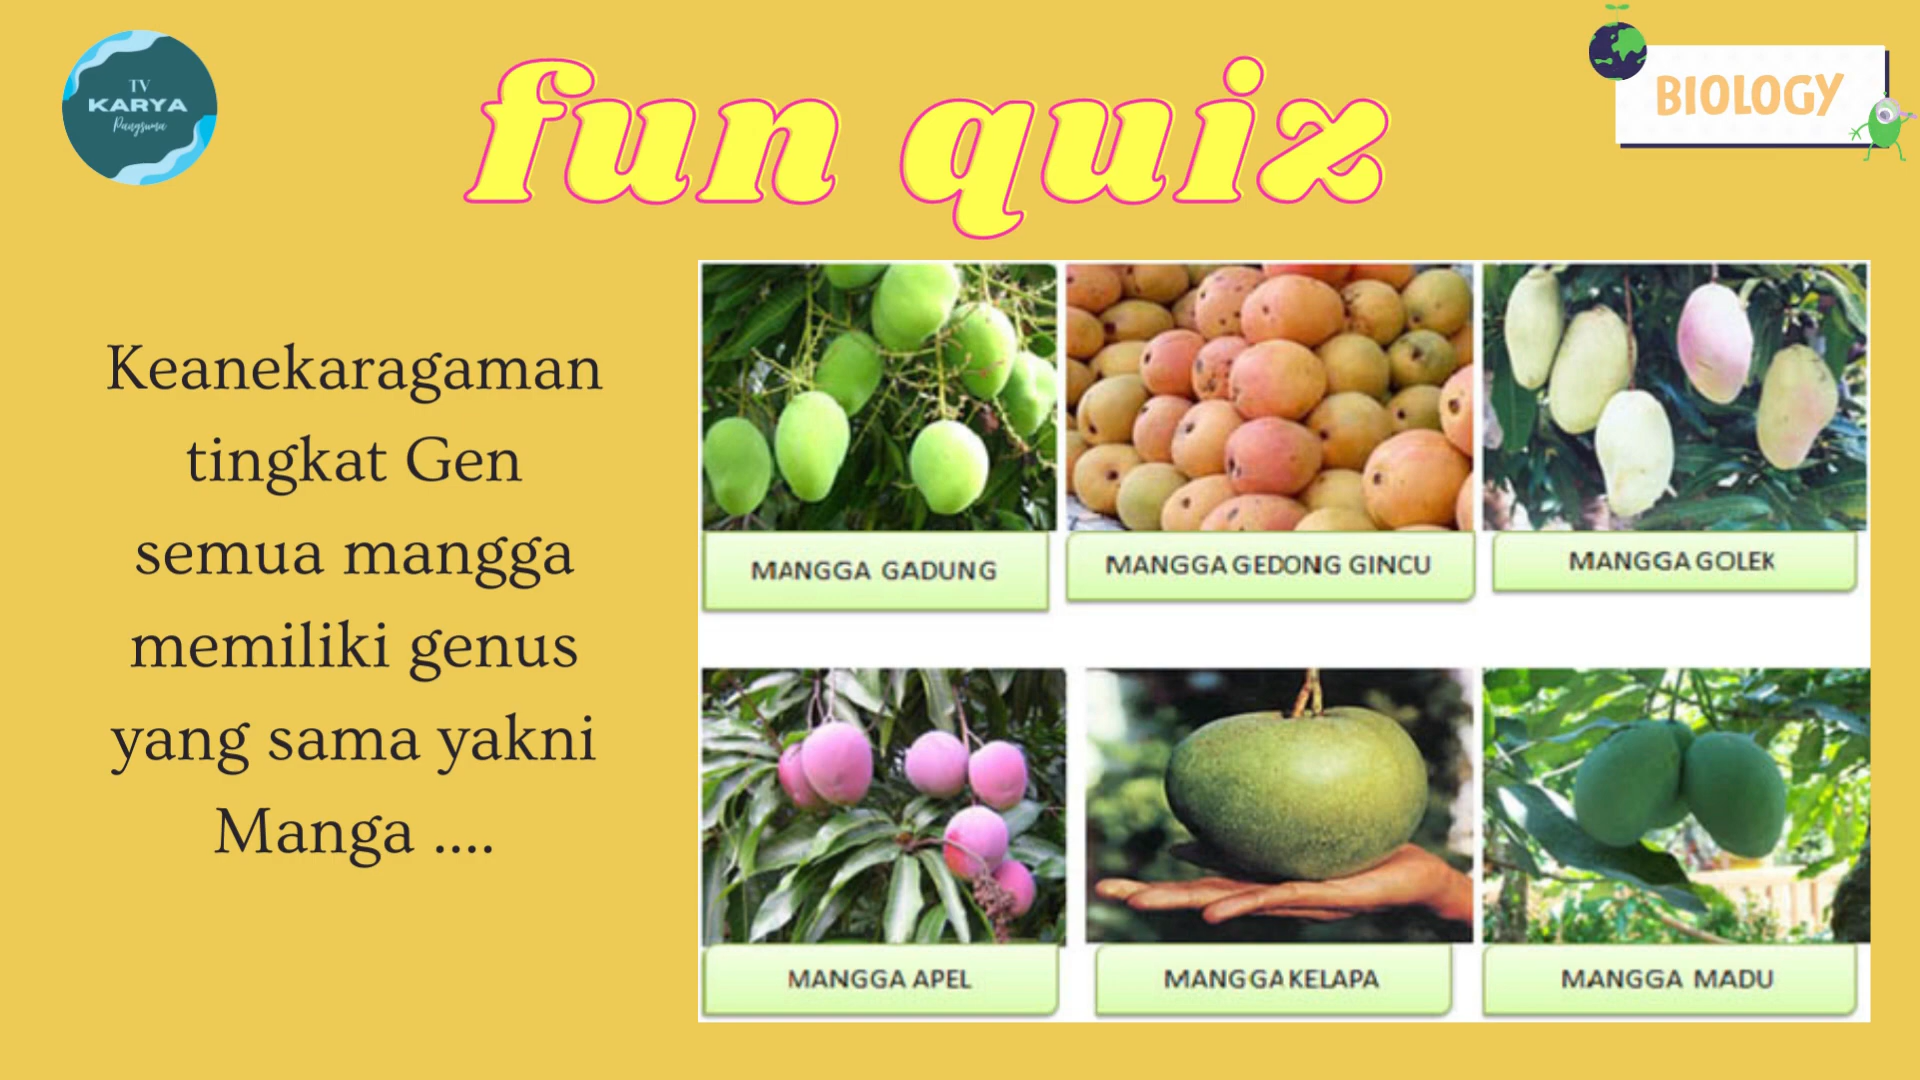 TV
KARYA
Pangsuma
fun quiz
BIOLOGY
Keanekaragaman
tingkat Gen
semua mangga
memiliki genus
yang sama yakni
Manga ....
MANGGA GADUNG
MANGGA GEDONG GINCU
MANGGA GOLEK
MANGGA APEL
MANGGA KELAPA
MANGGA MADU